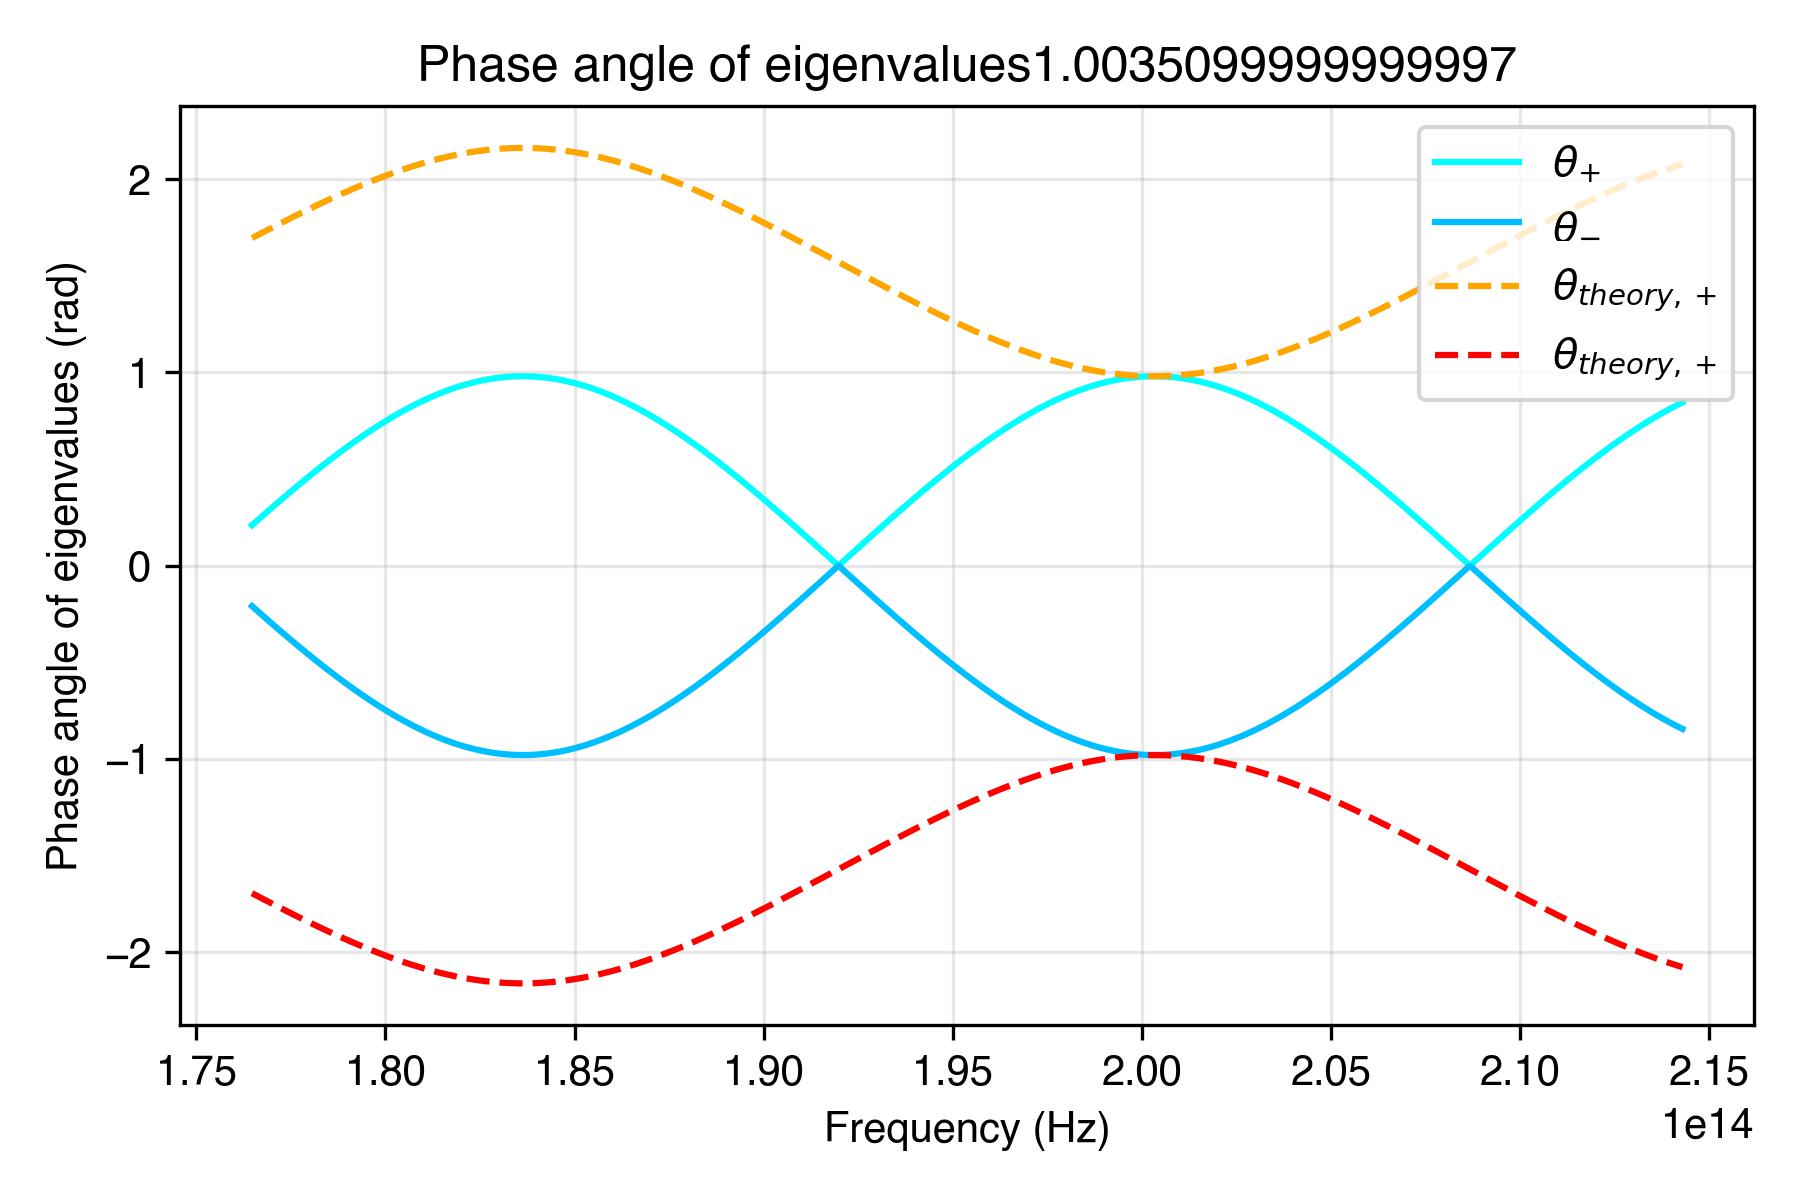 Phase angle of eigenvalues1.0035099999999997
θ+
θ−
θtheory, +
θtheory, +
Phase angle of eigenvalues (rad)
2
1
0
−1
−2
1.75 1.80 1.85 1.90 1.95 2.00 2.05 2.10 2.15
1e14
Frequency (Hz)